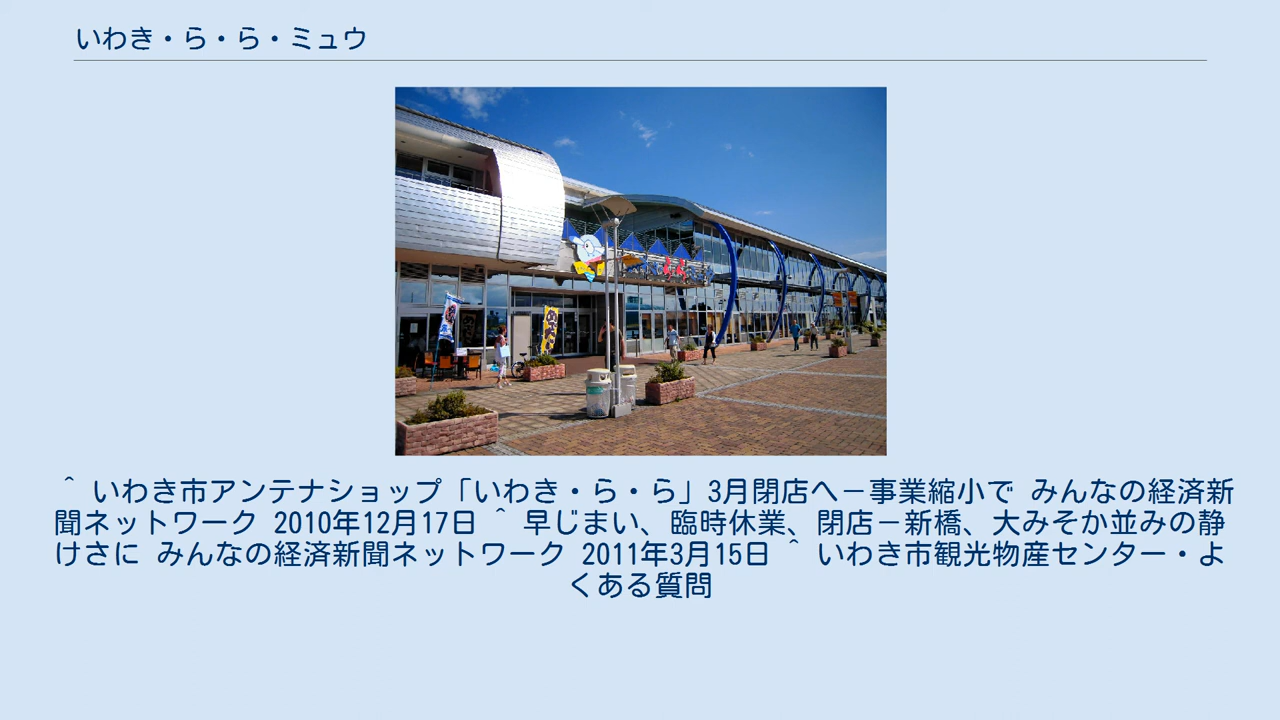 いわき・ら・ら・ミュウ
ら・ら
^ いわき市アンテナショップ「いわき・ら・ら」3月閉店へ－事業縮小で みんなの経済新
聞ネットワーク 2010年12月17日 ^ 早じまい、臨時休業、閉店－新橋、大みそか並みの静
けさに みんなの経済新聞ネットワーク 2011年3月15日 ^ いわき市観光物産センター・よ
くある質問